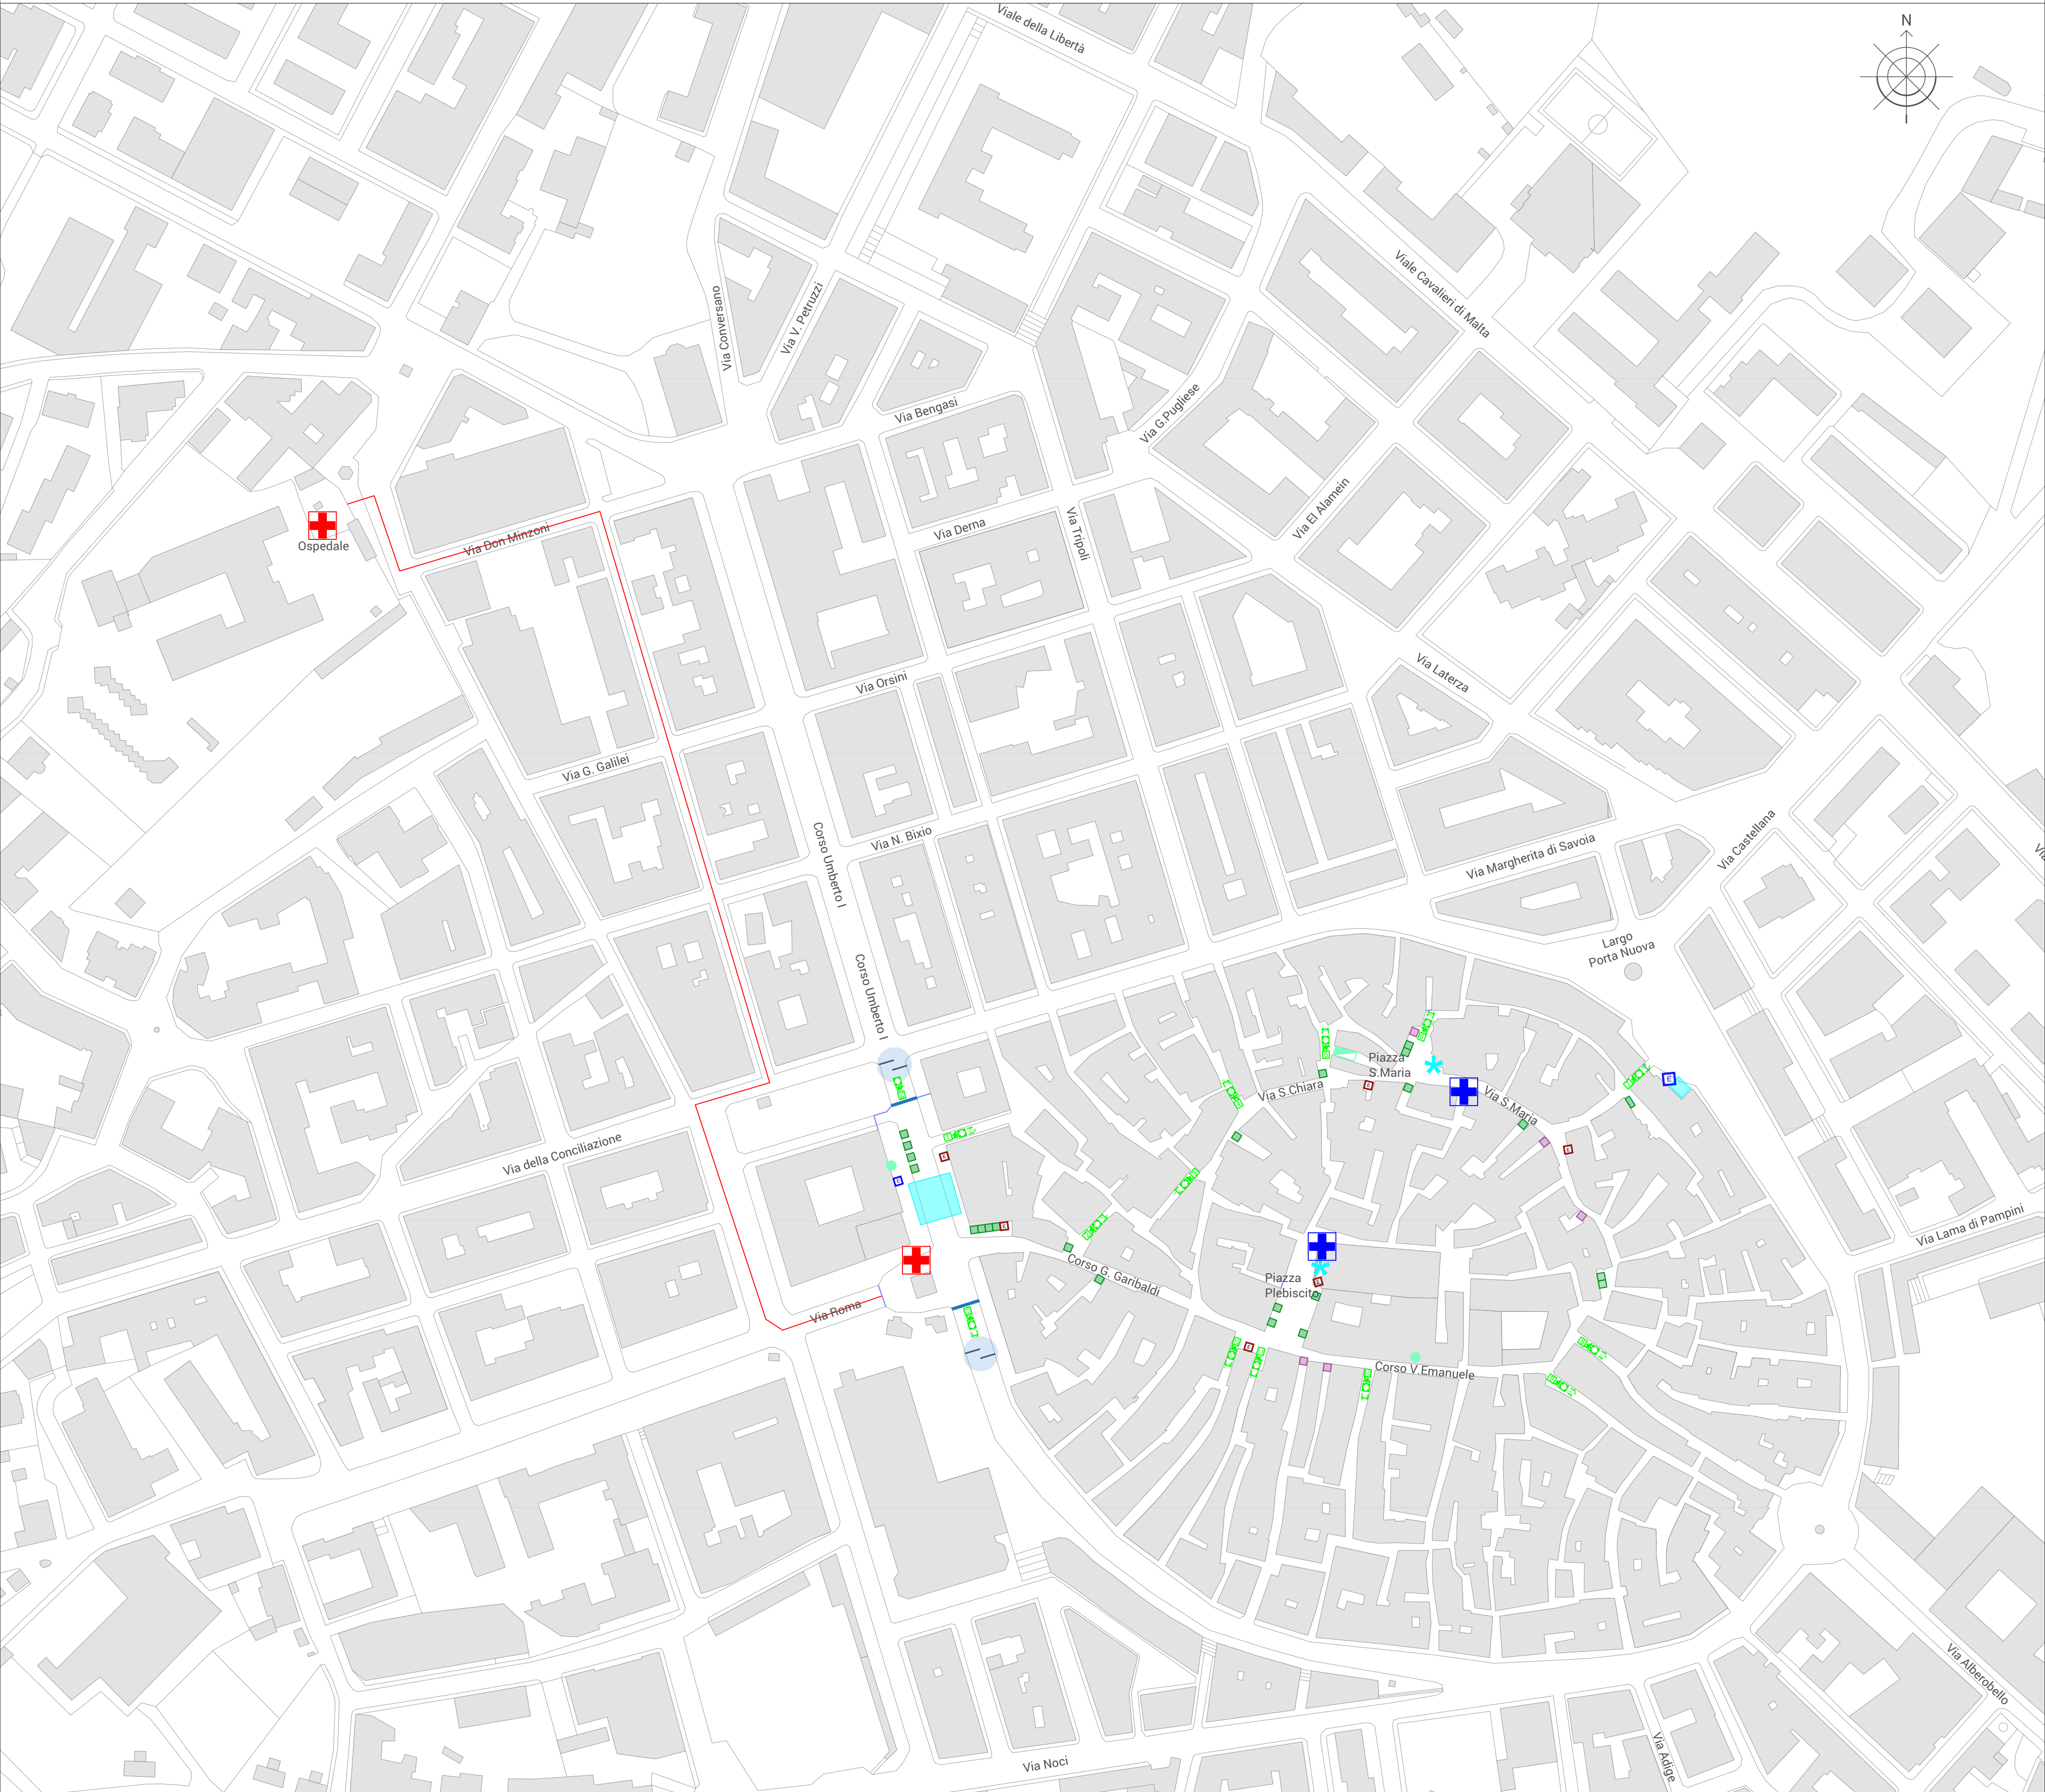 Viale della Libertà
N
Viale Cavalieri di Malta
Via Conversano
Via V. Petruzzi
Via Bengasi
Via G.Pugliese
Via El Alamein
Via Derna
Via Tripoli
Via Don Minzoni
Ospedale
Via Orsini
Via Laterza
Via G. Galilei
Corso Umberto I
Via N. Bixio
Via Margherita di Savoia
Via Castellana
Largo
Porta Nuova
Corso Umberto I
Piazza
S.Maria
Via S.Chiara
Via S.Maria
E
Via della Conciliazione
Via Lama di Pampini
Corso G. Garibaldi
Piazza
Plebiscito
Via Roma
Corso V.Emanuele
Via Alberobello
Via Adige
Via Noci